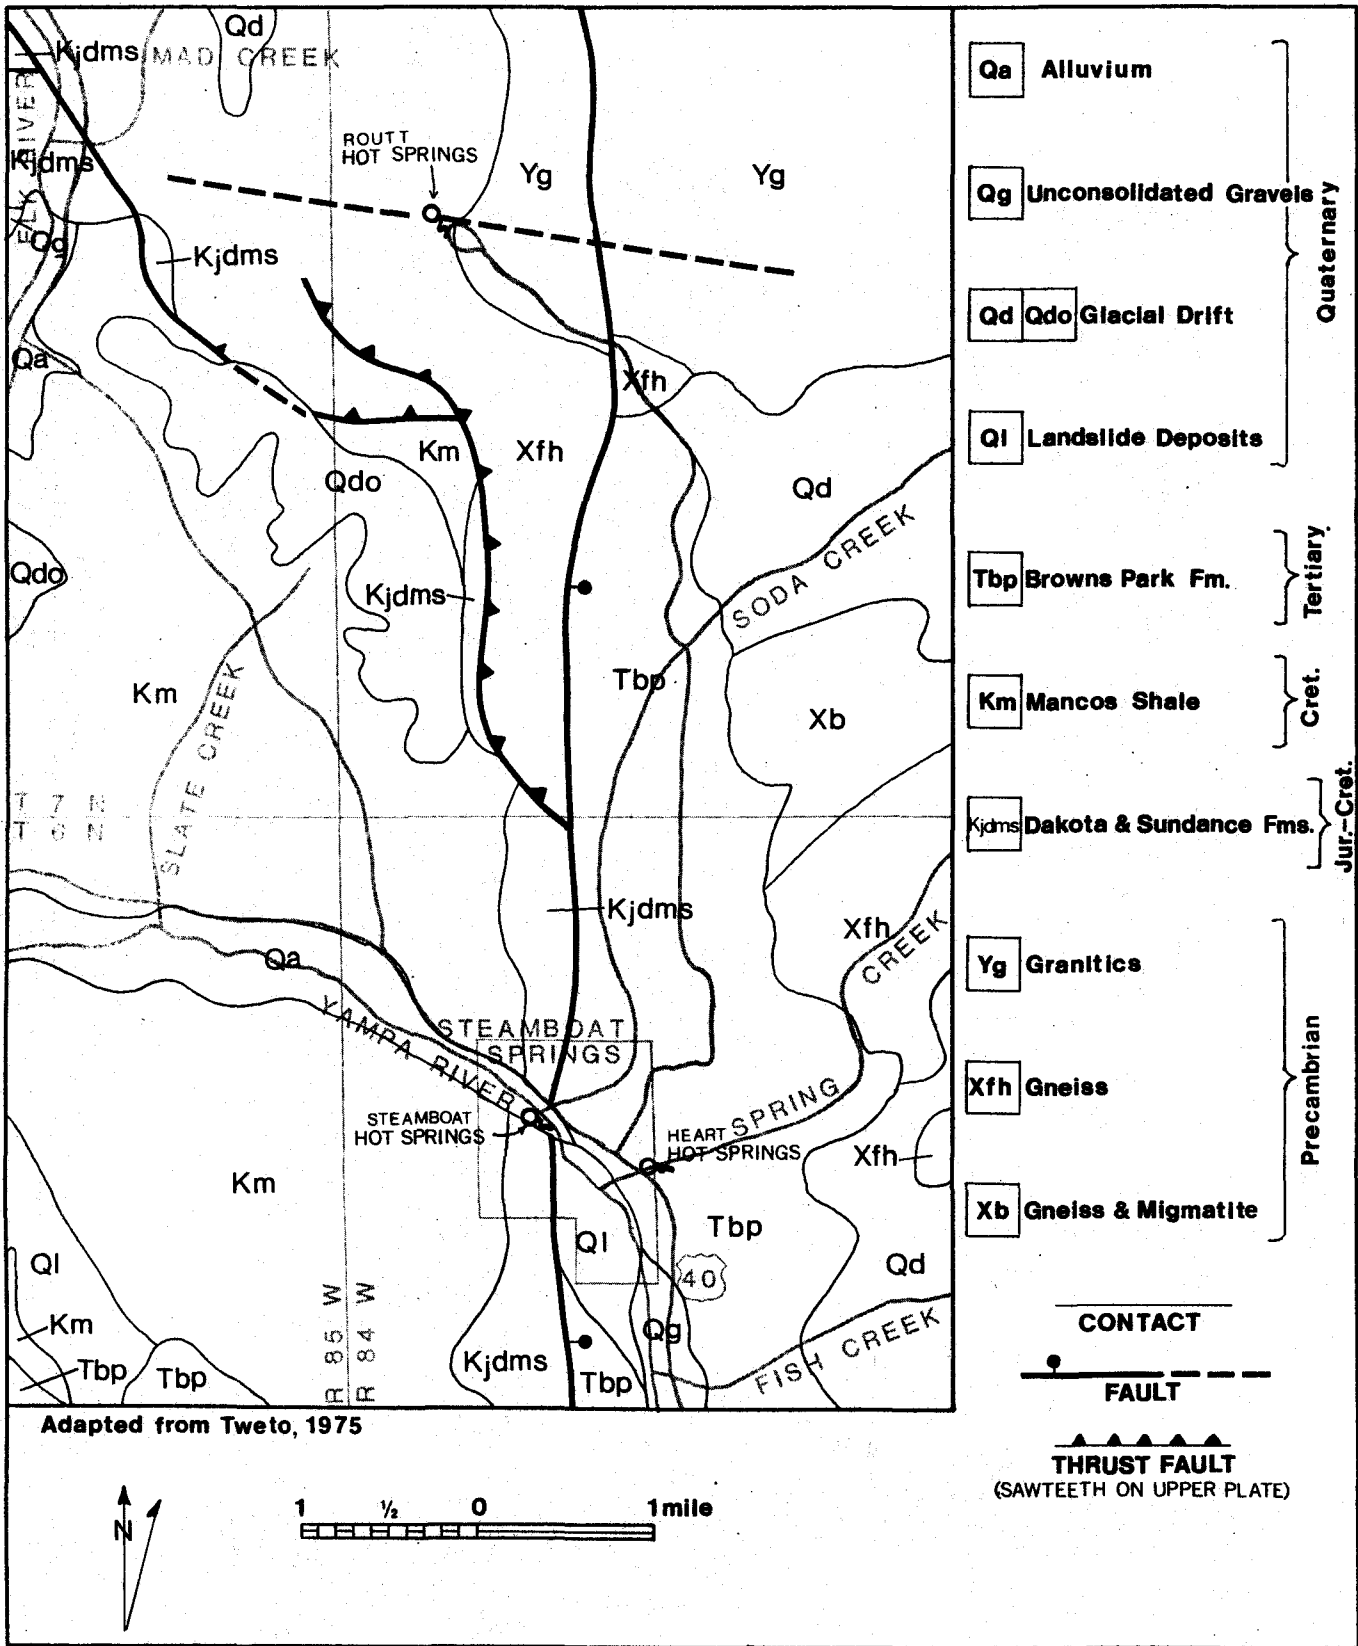 Qd
Kjdms
MAD CREEK
ELK RIVER
ROUTT
HOT SPRINGS
Kjdms
Yg
Yg
Qg
Kjdms
Qa
Xfh
Km
Xfh
Qdo
Qd
SODA CREEK
Qdo
Kjdms
Km
Tbp
Xb
SLATE CREEK
T 7 N
T 6 N
Kjdms
Xfh
CREEK
Qa
YAMPA RIVER
STEAMBOAT
SPRINGS
STEAMBOAT
HOT SPRINGS
HEART
HOT SPRINGS
SPRING
Xfh
Km
Tbp
Ql
Ql
40
Qd
R 85 W
R 84 W
Km
Qg
FISH CREEK
Tbp
Tbp
Kjdms
Tbp
Qa Alluvium
Qg Unconsolidated Gravels
Qd Qdo Glacial Drift
Ql Landslide Deposits
Quaternary
Tbp Browns Park Fm.
Tertiary
Km Mancos Shale
Cret.
Kjdms Dakota & Sundance Fms.
Jur.-Cret.
Yg Granitics
Xfh Gneiss
Xb Gneiss & Migmatite
Precambrian
CONTACT
FAULT
THRUST FAULT
(SAWTEETH ON UPPER PLATE)
Adapted from Tweto, 1975
N
1 ½ 0 1 mile